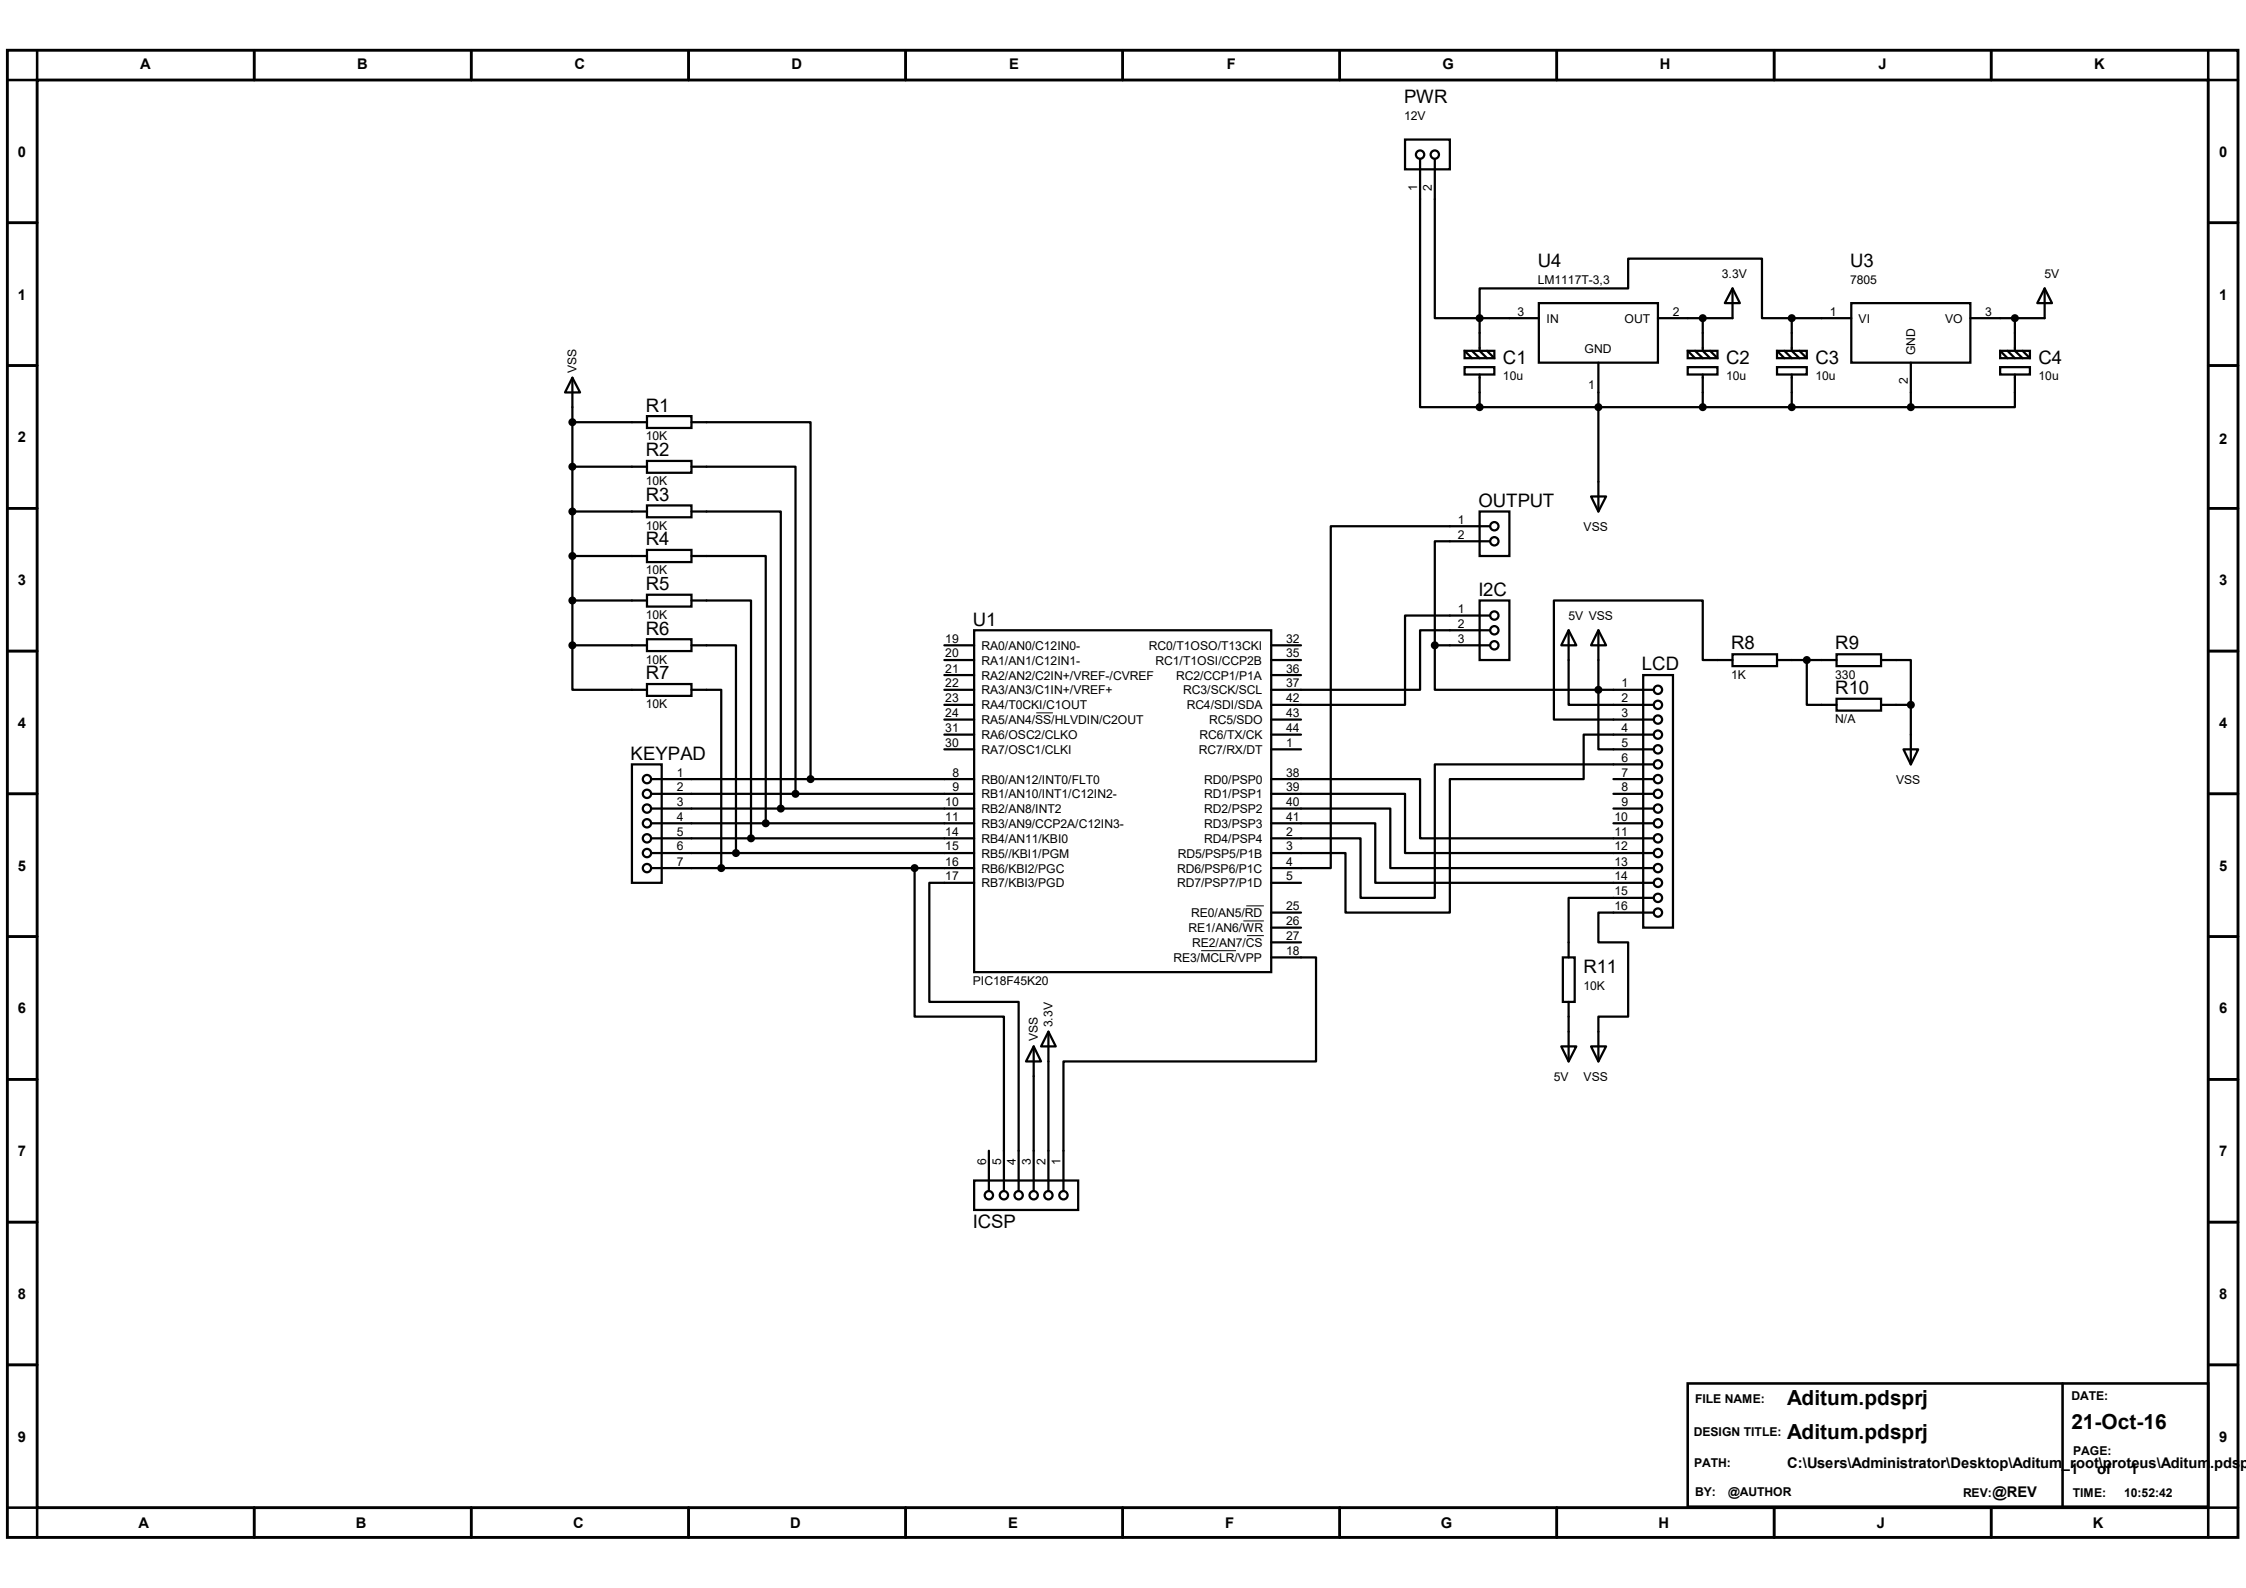 A B C D E F G H J K
0 0
1 1
2 2
3 3
4 4
5 5
6 6
7 7
8 8
9 9
PWR
12V
1
2
U4
LM1117T-3,3
3 IN OUT 2
GND
1
3.3V
U3
7805
1 VI VO 3
GND
2
5V
C1
10u
C2
10u
C3
10u
C4
10u
VSS
VSS
R1
10K
R2
10K
R3
10K
R4
10K
R5
10K
R6
10K
R7
10K
KEYPAD
1
2
3
4
5
6
7
U1
19 RA0/AN0/C12IN0- RC0/T1OSO/T13CKI 32
20 RA1/AN1/C12IN1- RC1/T1OSI/CCP2B 35
21 RA2/AN2/C2IN+/VREF-/CVREF RC2/CCP1/P1A 36
22 RA3/AN3/C1IN+/VREF+ RC3/SCK/SCL 37
23 RA4/T0CKI/C1OUT RC4/SDI/SDA 42
24 RA5/AN4/SS/HLVDIN/C2OUT RC5/SDO 43
31 RA6/OSC2/CLKO RC6/TX/CK 44
30 RA7/OSC1/CLKI RC7/RX/DT 1
8 RB0/AN12/INT0/FLT0 RD0/PSP0 38
9 RB1/AN10/INT1/C12IN2- RD1/PSP1 39
10 RB2/AN8/INT2 RD2/PSP2 40
11 RB3/AN9/CCP2A/C12IN3- RD3/PSP3 41
14 RB4/AN11/KBI0 RD4/PSP4 2
15 RB5//KBI1/PGM RD5/PSP5/P1B 3
16 RB6/KBI2/PGC RD6/PSP6/P1C 4
17 RB7/KBI3/PGD RD7/PSP7/P1D 5
RE0/AN5/RD 25
RE1/AN6/WR 26
RE2/AN7/CS 27
RE3/MCLR/VPP 18
PIC18F45K20
OUTPUT
1
2
I2C
1
2
3
5V VSS
LCD
1
2
3
4
5
6
7
8
9
10
11
12
13
14
15
16
R8
1K
R9
330
R10
N/A
VSS
R11
10K
5V VSS
VSS
3.3V
6 5 4 3 2 1
ICSP
FILE NAME: Aditum.pdsprj
DESIGN TITLE: Aditum.pdsprj
PATH: C:\Users\Administrator\Desktop\Aditum_root\proteus\Aditum.pdsp
BY: @AUTHOR REV:@REV
DATE:
21-Oct-16
PAGE:
1 of 1
TIME: 10:52:42
A B C D E F G H J K